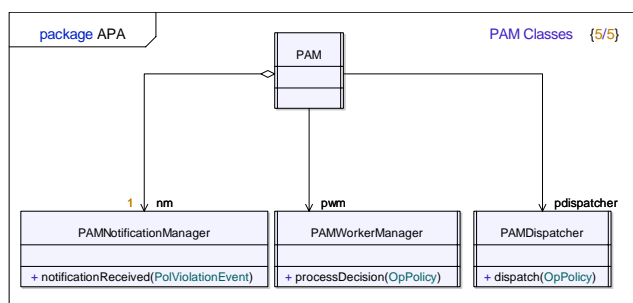 package APA
PAM Classes {5/5}
PAM
1 nm
pwm
pdispatcher
PAMNotificationManager
PAMWorkerManager
PAMDispatcher
+ notificationReceived(PolViolationEvent)
+ processDecision(OpPolicy)
+ dispatch(OpPolicy)